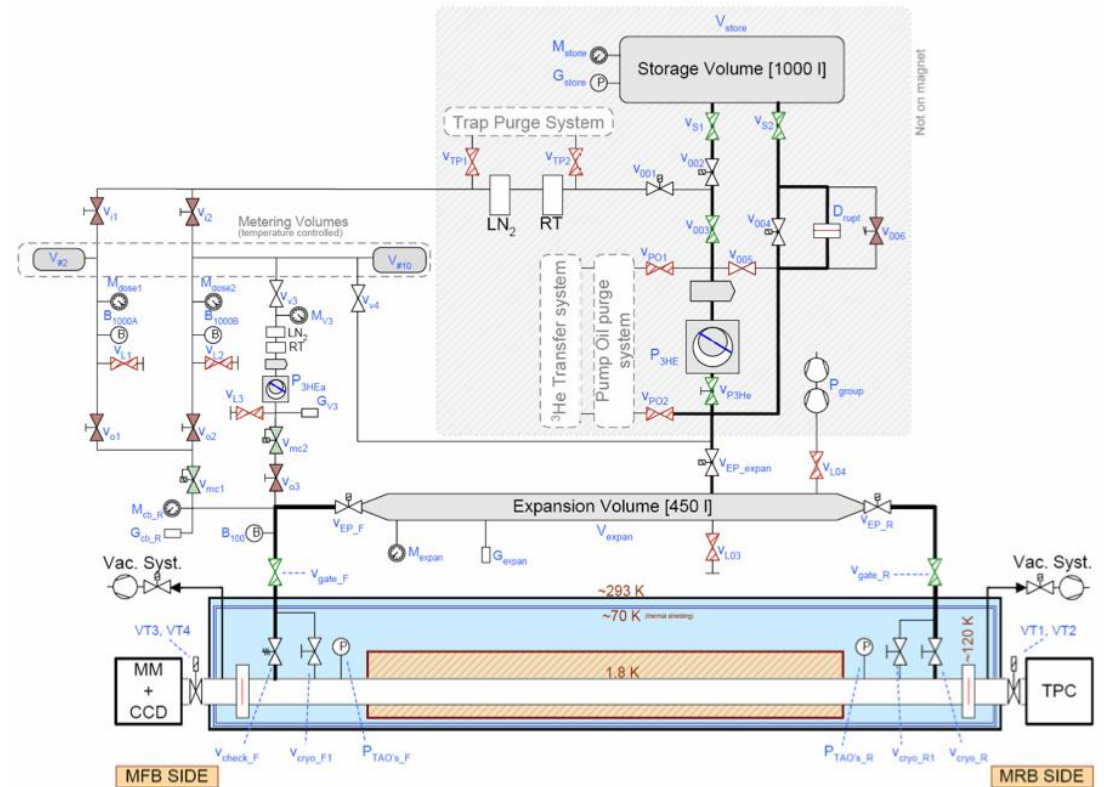 V_store
M_store
Storage Volume [1000 l]
G_store
P
Not on magnet
Trap Purge System
v_S1
v_S2
v_TP1
v_TP2
v_001
v_002
v_i1
v_i2
LN_2
RT
v_003
v_004
D_rupt
v_006
Metering Volumes
(temperature controlled)
V_#2
V_#10
v_PO1
v_005
M_dose1
M_dose2
V_v3
v_v4
B_1000A
B_1000B
M_V3
B
B
LN_2
RT
v_L1
v_L2
³He Transfer system
Pump Oil purge system
P_3HE
P_3HEa
v_L3
G_V3
v_P3He
P_group
v_PO2
v_o1
v_o2
v_mc2
v_EP_expan
v_L04
v_mc1
v_o3
M_cb_R
Expansion Volume [450 l]
G_cb_R
B_100
B
v_EP_F
v_EP_R
V_expan
M_expan
G_expan
v_L03
Vac. Syst.
Vac. Syst.
v_gate_F
v_gate_R
~293 K
~70 K (thermal shielding)
VT3, VT4
VT1, VT2
P
P
~120 K
MM
+
CCD
1.8 K
TPC
v_check_F
v_cryo_F1
P_TAO's_F
P_TAO's_R
v_cryo_R1
v_cryo_R
MFB SIDE
MRB SIDE